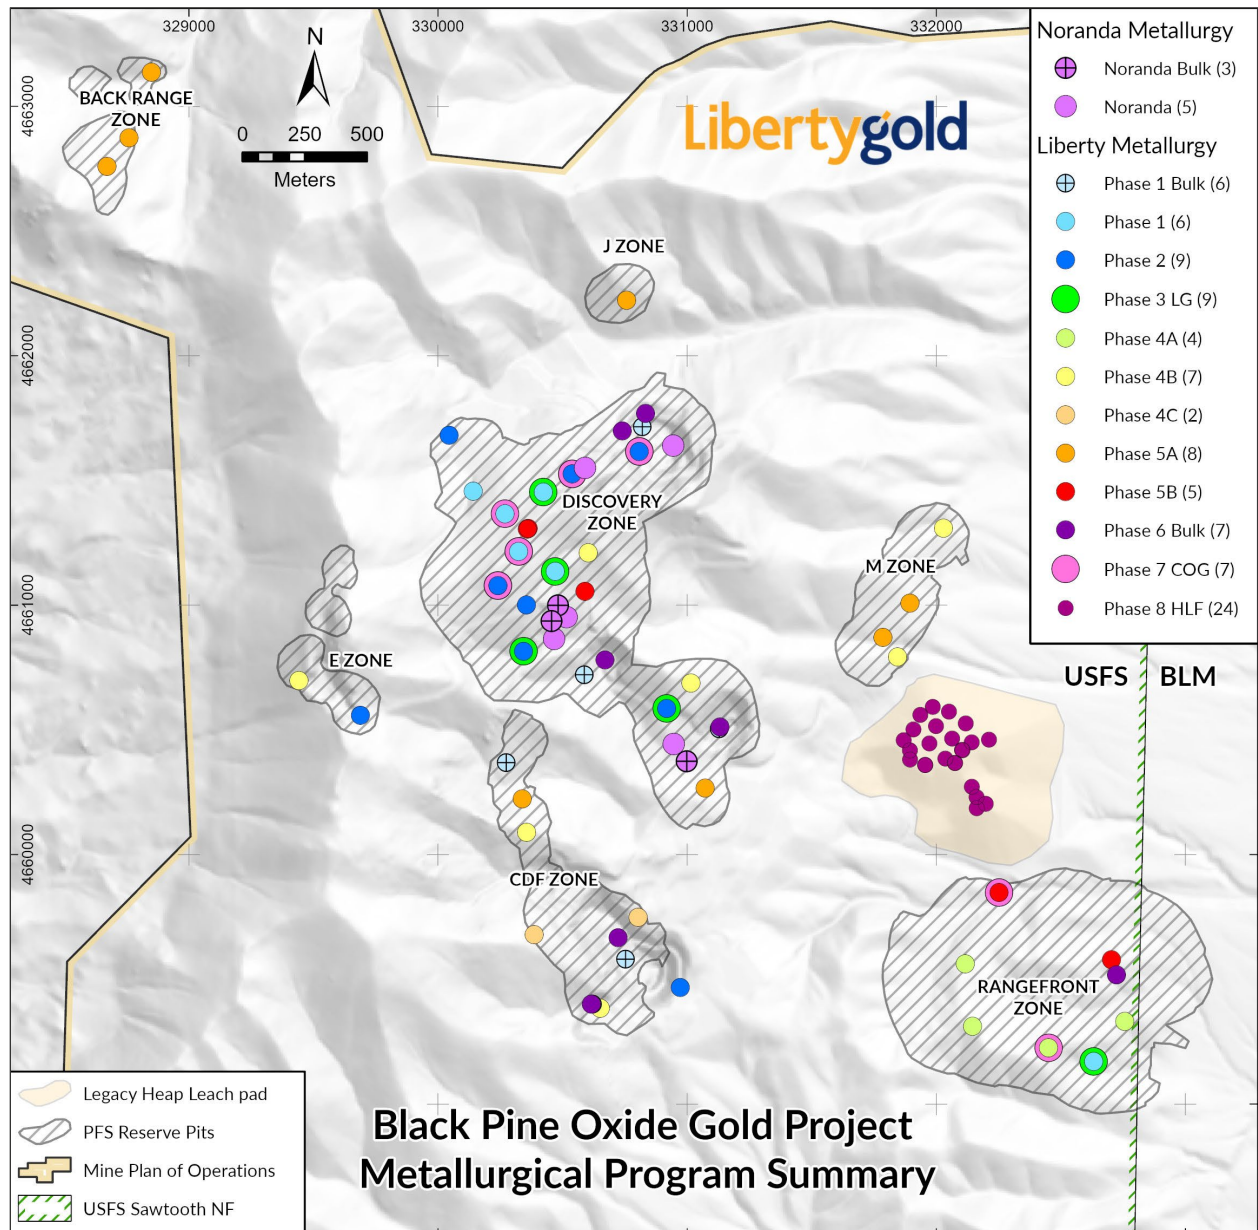 329000
330000
331000
332000
4663000
4662000
4661000
4660000
N
0 250 500
Meters
Libertygold
BACK RANGE
ZONE
J ZONE
DISCOVERY
ZONE
M ZONE
E ZONE
CDF ZONE
RANGEFRONT
ZONE
USFS
BLM
Noranda Metallurgy
Noranda Bulk (3)
Noranda (5)
Liberty Metallurgy
Phase 1 Bulk (6)
Phase 1 (6)
Phase 2 (9)
Phase 3 LG (9)
Phase 4A (4)
Phase 4B (7)
Phase 4C (2)
Phase 5A (8)
Phase 5B (5)
Phase 6 Bulk (7)
Phase 7 COG (7)
Phase 8 HLF (24)
Legacy Heap Leach pad
PFS Reserve Pits
Mine Plan of Operations
USFS Sawtooth NF
Black Pine Oxide Gold Project
Metallurgical Program Summary